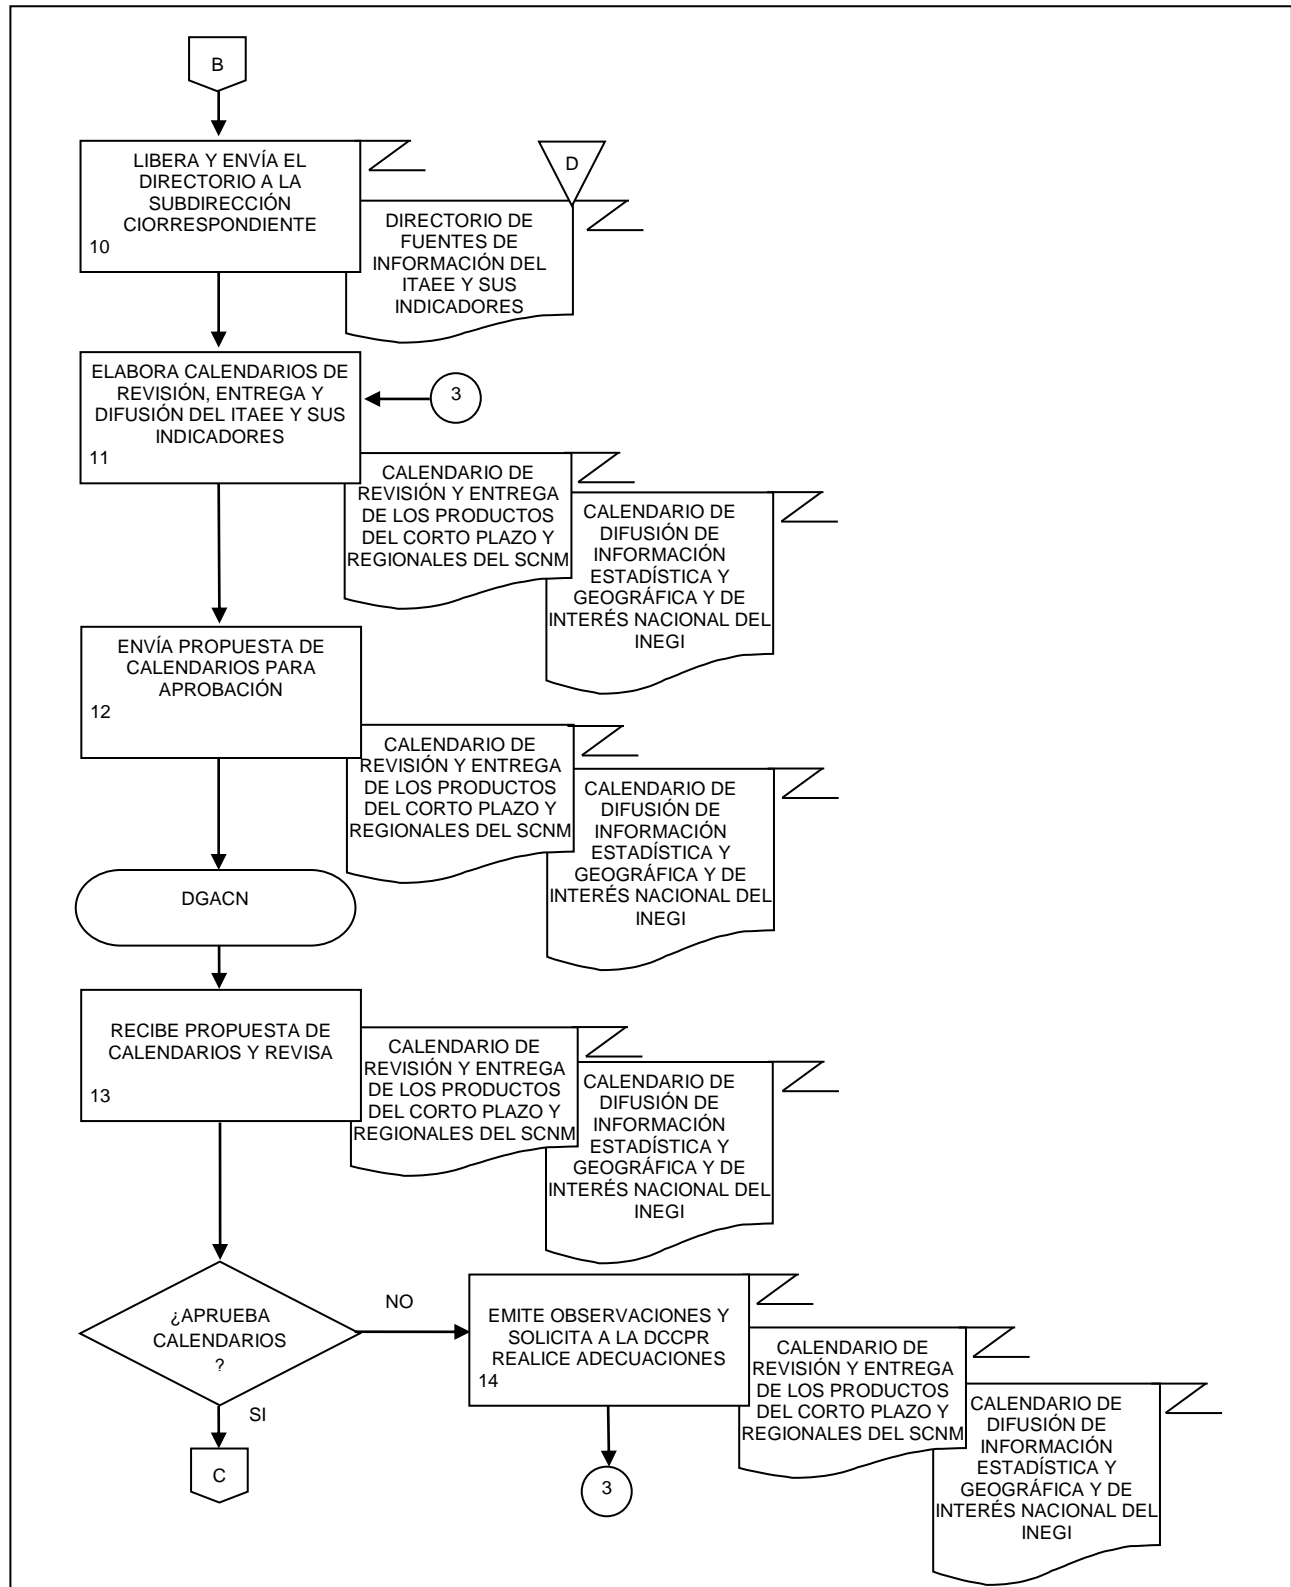 B
LIBERA Y ENVÍA EL
DIRECTORIO A LA
SUBDIRECCIÓN
CIORRESPONDIENTE
10
D
DIRECTORIO DE
FUENTES DE
INFORMACIÓN DEL
ITAEE Y SUS
INDICADORES
ELABORA CALENDARIOS DE
REVISIÓN, ENTREGA Y
DIFUSIÓN DEL ITAEE Y SUS
INDICADORES
11
3
CALENDARIO DE
REVISIÓN Y ENTREGA
DE LOS PRODUCTOS
DEL CORTO PLAZO Y
REGIONALES DEL SCNM
CALENDARIO DE
DIFUSIÓN DE
INFORMACIÓN
ESTADÍSTICA Y
GEOGRÁFICA Y DE
INTERÉS NACIONAL DEL
INEGI
ENVÍA PROPUESTA DE
CALENDARIOS PARA
APROBACIÓN
12
CALENDARIO DE
REVISIÓN Y ENTREGA
DE LOS PRODUCTOS
DEL CORTO PLAZO Y
REGIONALES DEL SCNM
CALENDARIO DE
DIFUSIÓN DE
INFORMACIÓN
ESTADÍSTICA Y
GEOGRÁFICA Y DE
INTERÉS NACIONAL DEL
INEGI
DGACN
RECIBE PROPUESTA DE
CALENDARIOS Y REVISA
13
CALENDARIO DE
REVISIÓN Y ENTREGA
DE LOS PRODUCTOS
DEL CORTO PLAZO Y
REGIONALES DEL SCNM
CALENDARIO DE
DIFUSIÓN DE
INFORMACIÓN
ESTADÍSTICA Y
GEOGRÁFICA Y DE
INTERÉS NACIONAL DEL
INEGI
¿APRUEBA
CALENDARIOS
?
NO
SI
C
EMITE OBSERVACIONES Y
SOLICITA A LA DCCPR
REALICE ADECUACIONES
14
3
CALENDARIO DE
REVISIÓN Y ENTREGA
DE LOS PRODUCTOS
DEL CORTO PLAZO Y
REGIONALES DEL SCNM
CALENDARIO DE
DIFUSIÓN DE
INFORMACIÓN
ESTADÍSTICA Y
GEOGRÁFICA Y DE
INTERÉS NACIONAL DEL
INEGI